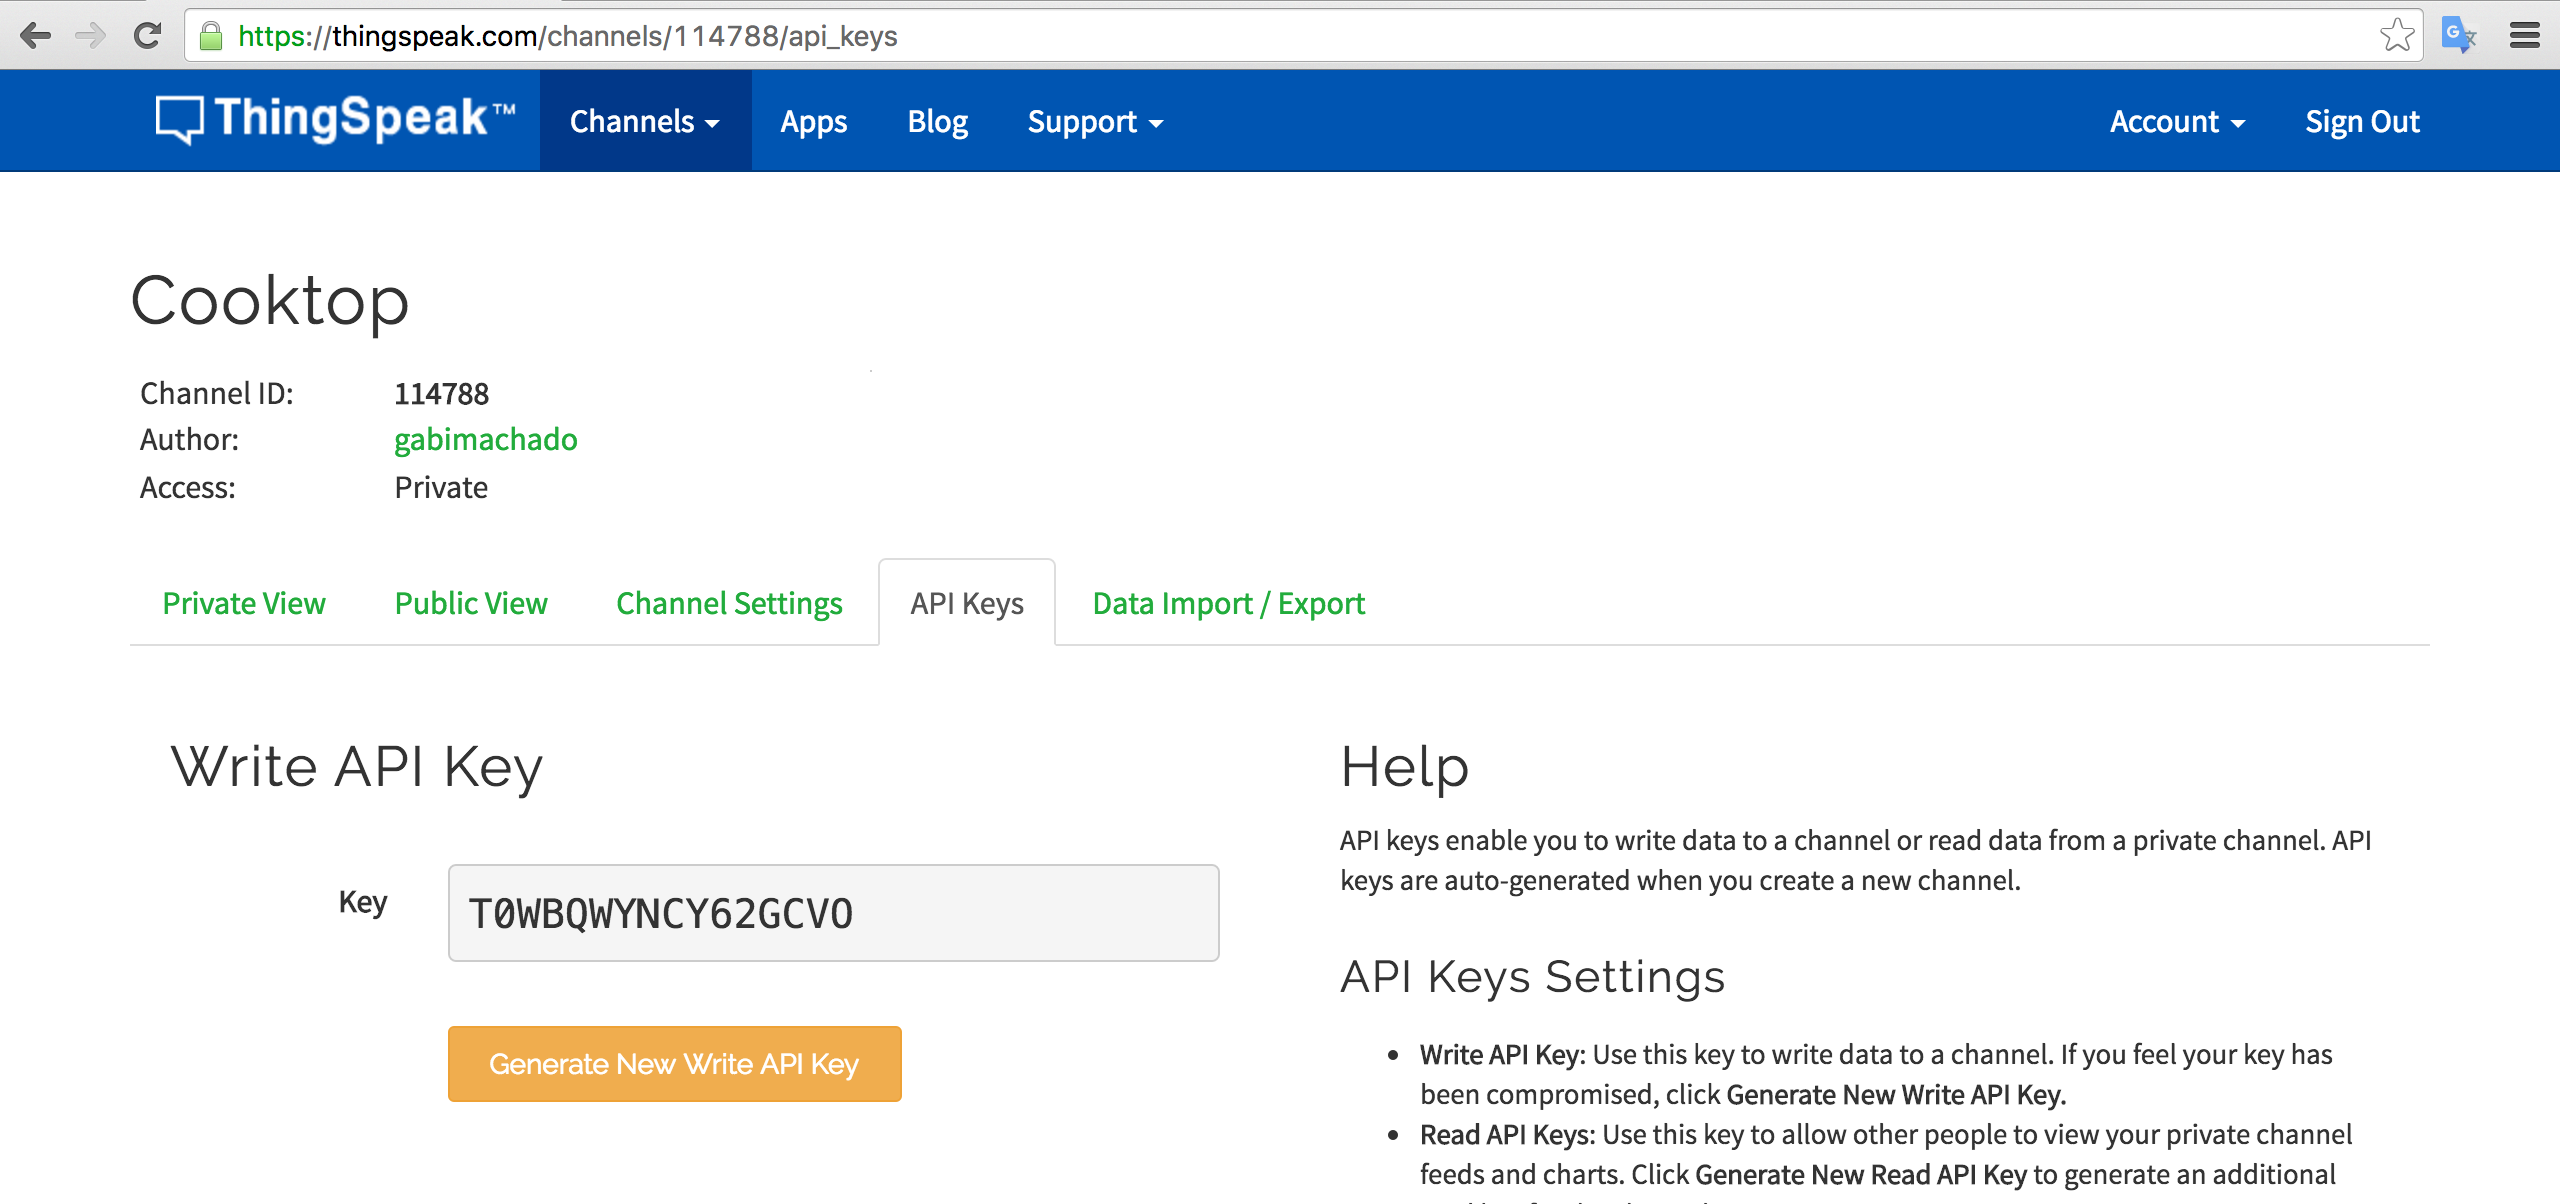 https://thingspeak.com/channels/114788/api_keys
ThingSpeak™ Channels Apps Blog Support Account Sign Out
Cooktop
Channel ID: 114788
Author: gabimachado
Access: Private
Private View Public View Channel Settings API Keys Data Import / Export
Write API Key
Key T0WBQWYNCY62GCVO
Generate New Write API Key
Help
API keys enable you to write data to a channel or read data from a private channel. API
keys are auto-generated when you create a new channel.
API Keys Settings
• Write API Key: Use this key to write data to a channel. If you feel your key has
been compromised, click Generate New Write API Key.
• Read API Keys: Use this key to allow other people to view your private channel
feeds and charts. Click Generate New Read API Key to generate an additional